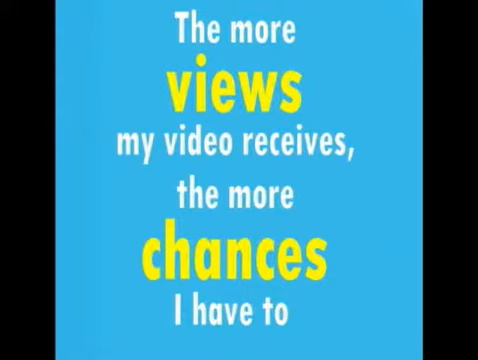 The more
views
my video receives,
the more
chances
I have to